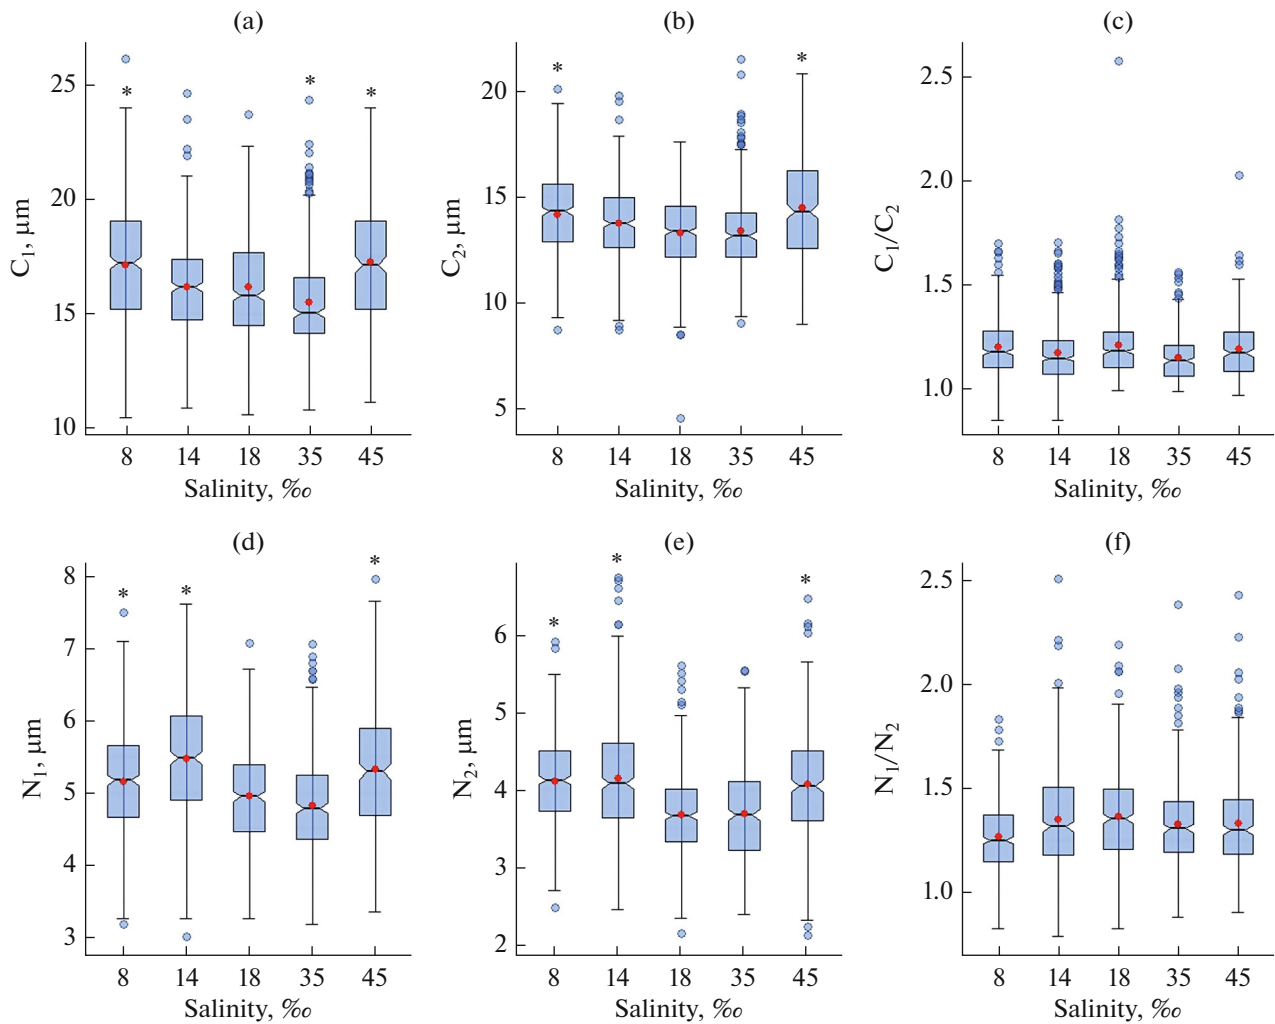 (a) (b) (c)
* * * *
25
20
15
10
C₁, μm
8 14 18 35 45
Salinity, ‰
* *
20
15
10
5
C₂, μm
8 14 18 35 45
Salinity, ‰
2.5
2.0
1.5
1.0
C₁/C₂
8 14 18 35 45
Salinity, ‰
(d) (e) (f)
* * *
8
7
6
5
4
3
N₁, μm
8 14 18 35 45
Salinity, ‰
* * *
6
5
4
3
2
N₂, μm
8 14 18 35 45
Salinity, ‰
2.5
2.0
1.5
1.0
N₁/N₂
8 14 18 35 45
Salinity, ‰